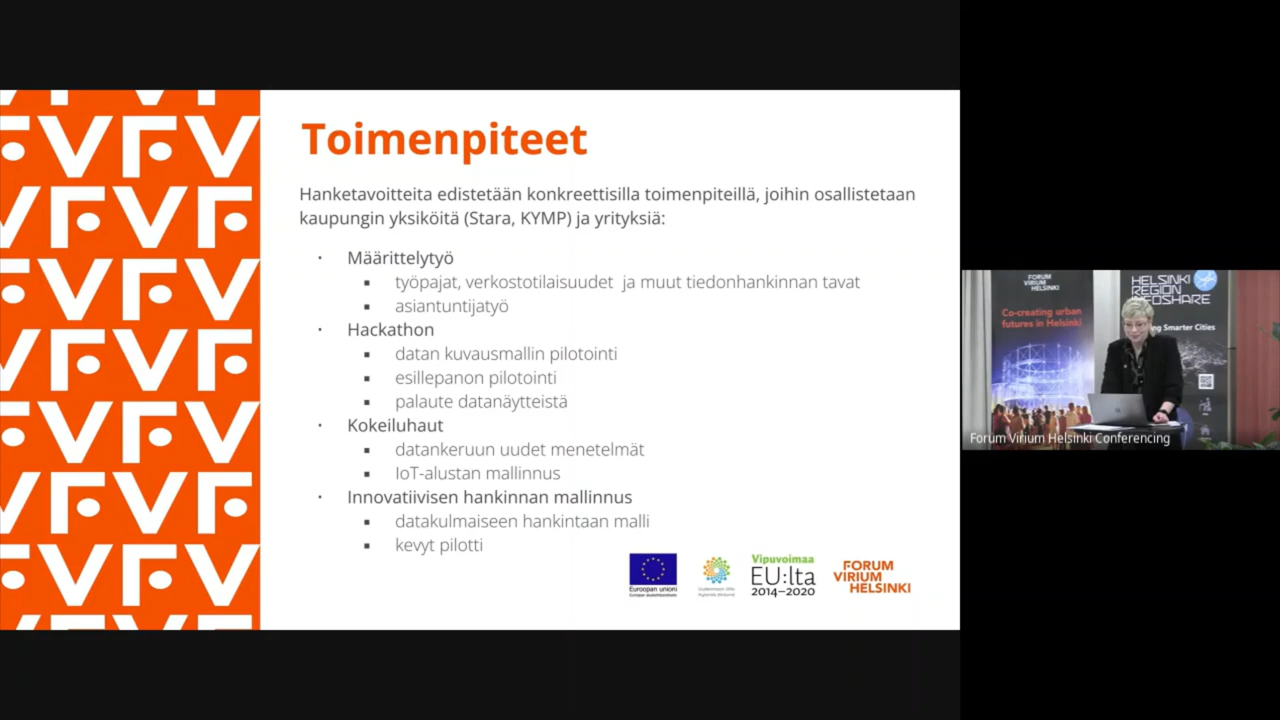 Toimenpiteet
Hanketavoitteita edistetään konkreettisilla toimenpiteillä, joihin osallistetaan
kaupungin yksiköitä (Stara, KYMP) ja yrityksiä:
Määrittelytyö
työpajat, verkostotilaisuudet ja muut tiedonhankinnan tavat
asiantuntijatyö
Hackathon
datan kuvausmallin pilotointi
esillepanon pilotointi
palaute datanäytteistä
Kokeiluhaut
datankeruun uudet menetelmät
IoT-alustan mallinnus
Innovatiivisen hankinnan mallinnus
datakulmaiseen hankintaan malli
kevyt pilotti
Euroopan unioni
Vipuvoimaa
EU:lta
2014–2020
FORUM
VIRIUM
HELSINKI
FORUM
VIRIUM
HELSINKI
Co-creating urban
futures in Helsinki
HELSINKI
REGION
Smarter Cities
Forum Virium Helsinki Conferencing